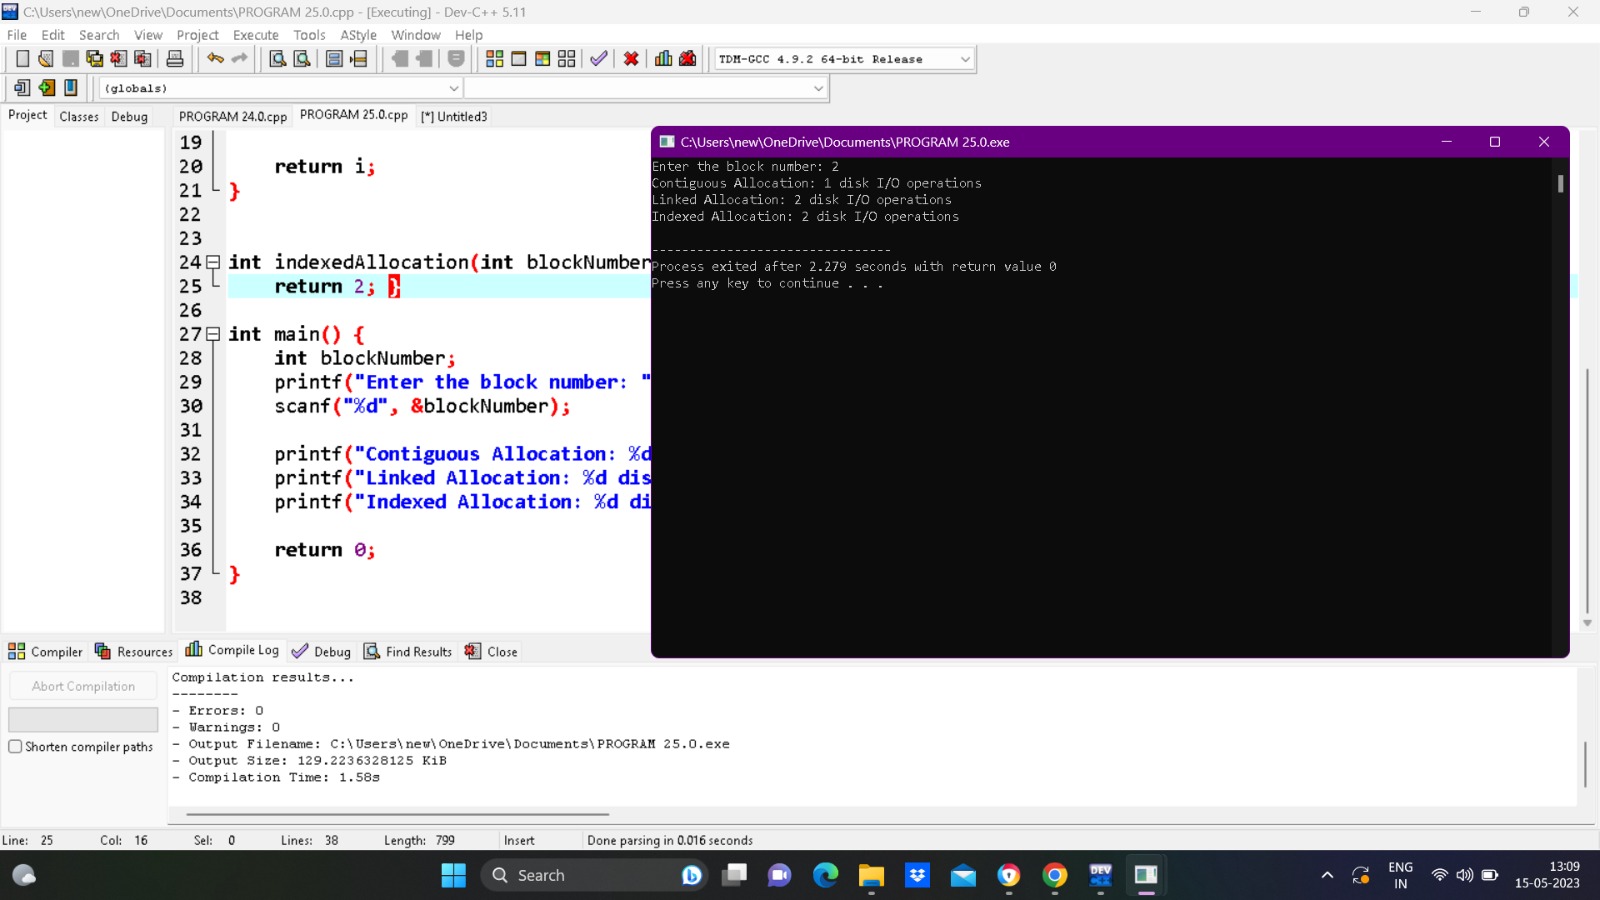 C:\Users\new\OneDrive\Documents\PROGRAM 25.0.cpp - [Executing] - Dev-C++ 5.11
File Edit Search View Project Execute Tools AStyle Window Help
TDM-GCC 4.9.2 64-bit Release
(globals)
Project Classes Debug
PROGRAM 24.0.cpp PROGRAM 25.0.cpp [*] Untitled3
19
20 return i;
21 }
22
23
24 int indexedAllocation(int blockNumber
25 return 2; }
26
27 int main() {
28 int blockNumber;
29 printf("Enter the block number: "
30 scanf("%d", &blockNumber);
31
32 printf("Contiguous Allocation: %d
33 printf("Linked Allocation: %d dis
34 printf("Indexed Allocation: %d di
35
36 return 0;
37 }
38
C:\Users\new\OneDrive\Documents\PROGRAM 25.0.exe
Enter the block number: 2
Contiguous Allocation: 1 disk I/O operations
Linked Allocation: 2 disk I/O operations
Indexed Allocation: 2 disk I/O operations
--------------------------------
Process exited after 2.279 seconds with return value 0
Press any key to continue . . .
Compiler Resources Compile Log Debug Find Results Close
Abort Compilation
Shorten compiler paths
Compilation results...
--------
- Errors: 0
- Warnings: 0
- Output Filename: C:\Users\new\OneDrive\Documents\PROGRAM 25.0.exe
- Output Size: 129.2236328125 KiB
- Compilation Time: 1.58s
Line: 25 Col: 16 Sel: 0 Lines: 38 Length: 799 Insert Done parsing in 0.016 seconds
Search
DEV
ENG
IN
13:09
15-05-2023